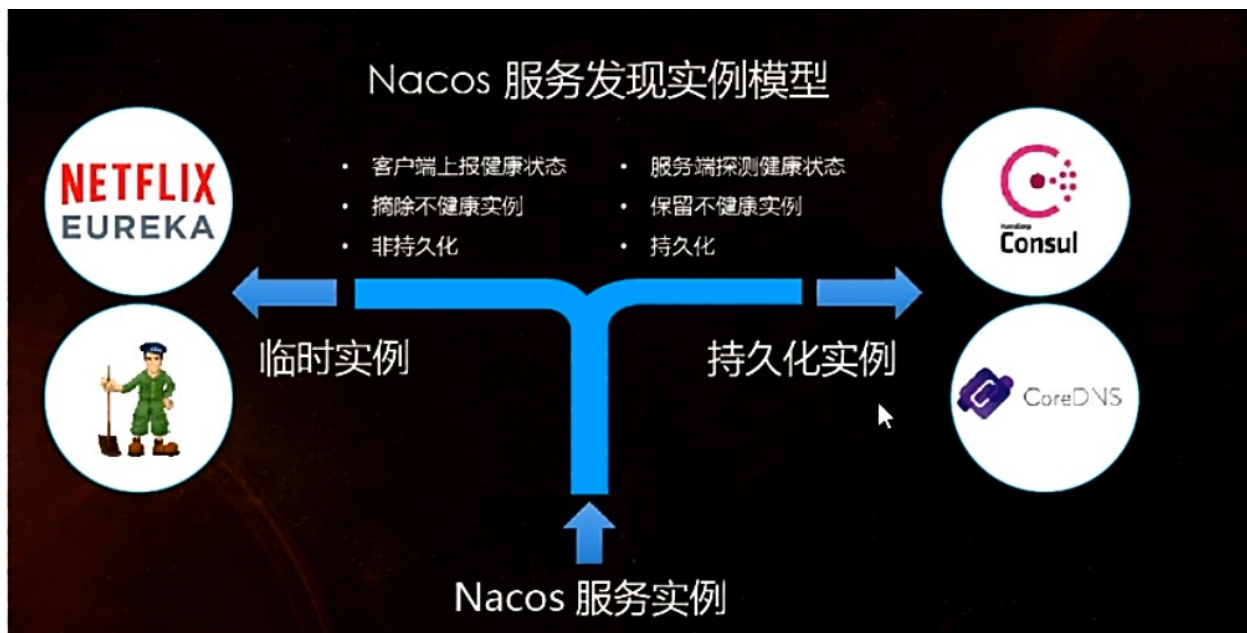 Nacos 服务发现实例模型
NETFLIX
EUREKA
• 客户端上报健康状态
• 摘除不健康实例
• 非持久化
• 服务端探测健康状态
• 保留不健康实例
• 持久化
HashiCorp
Consul
临时实例
持久化实例
CoreDNS
Nacos 服务实例